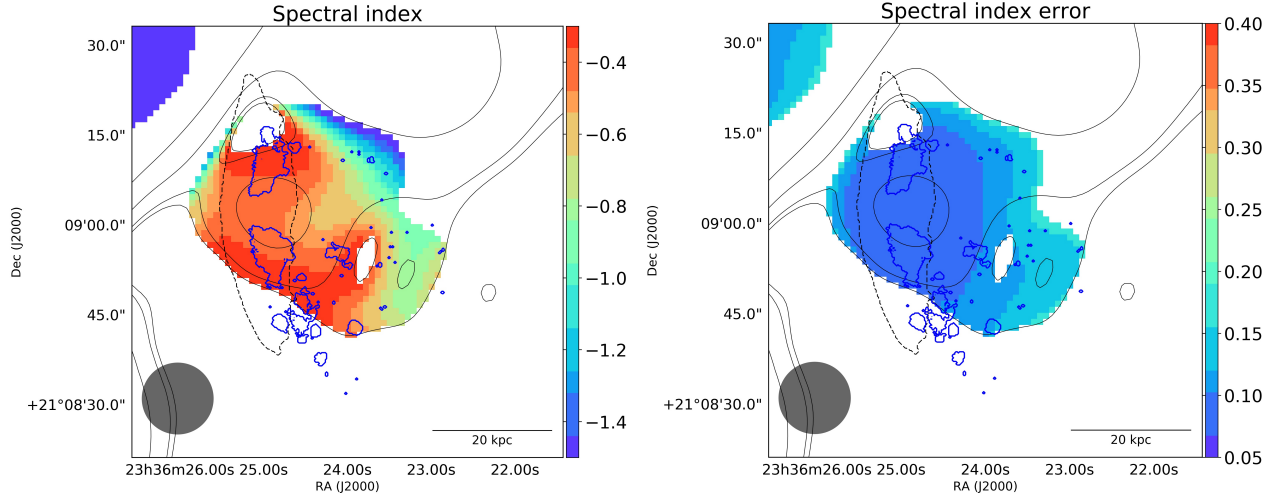 Spectral index
30.0"
15.0"
09'00.0"
45.0"
+21°08'30.0"
Dec (J2000)
23h36m26.00s 25.00s 24.00s 23.00s 22.00s
RA (J2000)
20 kpc
−0.4
−0.6
−0.8
−1.0
−1.2
−1.4
Spectral index error
30.0"
15.0"
09'00.0"
45.0"
+21°08'30.0"
Dec (J2000)
23h36m26.00s 25.00s 24.00s 23.00s 22.00s
RA (J2000)
20 kpc
0.40
0.35
0.30
0.25
0.20
0.15
0.10
0.05